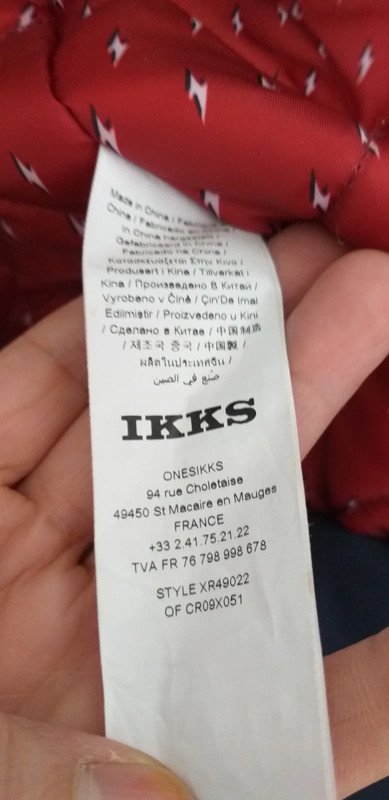 Made in China / Fabriqué en
China / Fabricado en China /
in China hergestellt /
Gefabriceerd in China /
Fabricado na China /
Κατασκευάζεται Στην Κίνα /
Produsert i Kina / Tillverkat i
Kina / Произведено В Китаи /
Vyrobeno v Číně / Çin'De Imal
Edilmiştir / Proizvedeno u Kini
/ Сделано в Китае / 中国制造
/ 제조국 중국 / 中国製 /
ผลิตในประเทศจีน /
صنع في الصين
IKKS
ONESIKKS
94 rue Choletaise
49450 St Macaire en Mauges
FRANCE
+33 2.41.75.21.22
TVA FR 76 798 998 678
STYLE XR49022
OF CR09X051